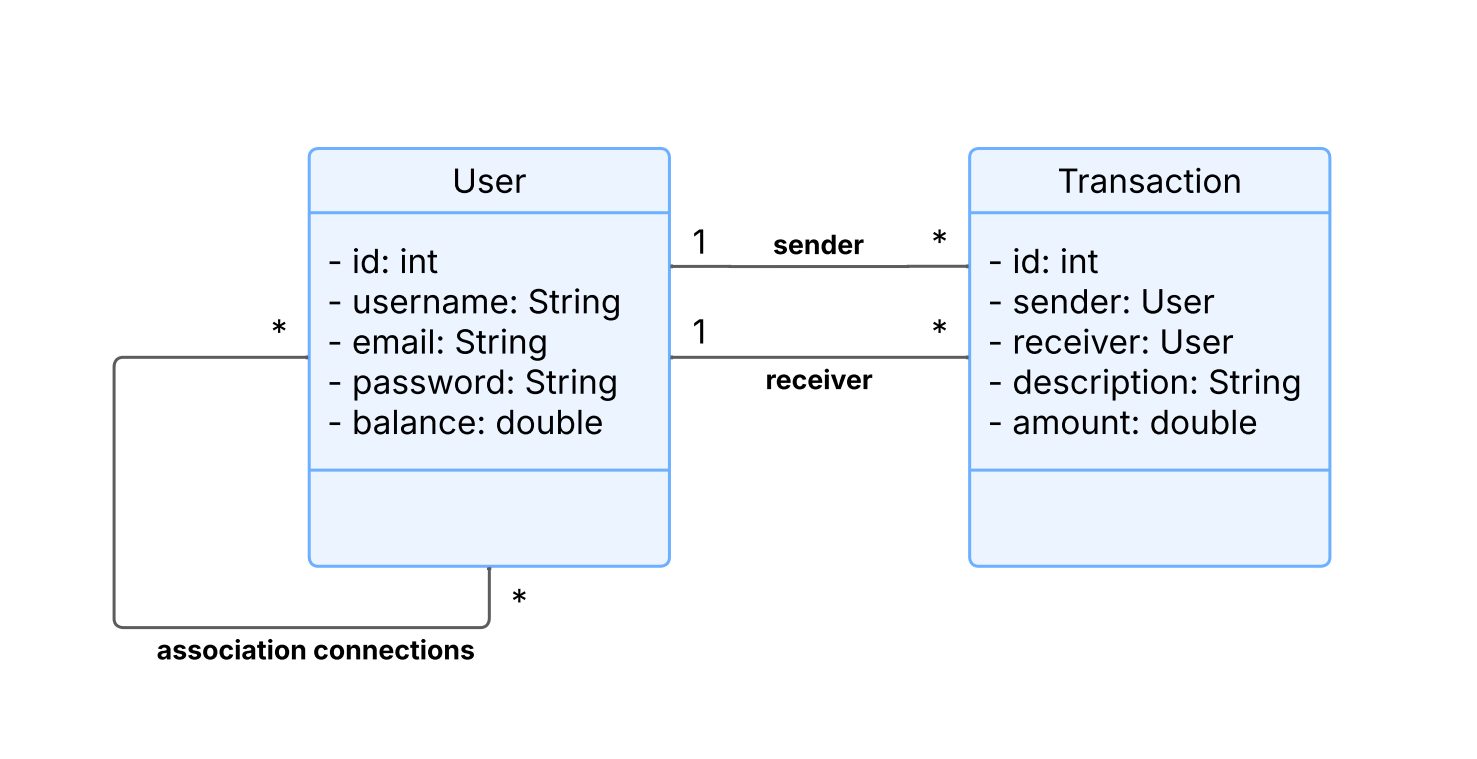 User
- id: int
- username: String
- email: String
- password: String
- balance: double
Transaction
- id: int
- sender: User
- receiver: User
- description: String
- amount: double
1
sender
*
1
*
receiver
*
*
association connections